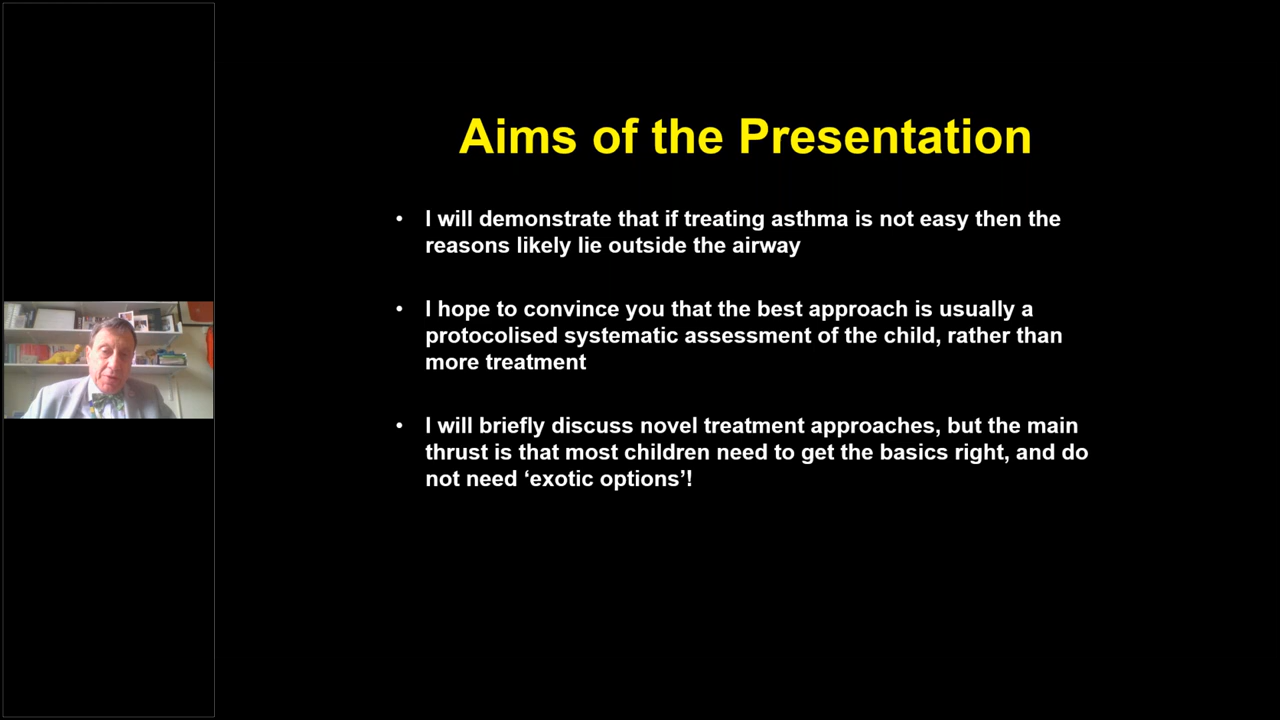 Aims of the Presentation
• I will demonstrate that if treating asthma is not easy then the
reasons likely lie outside the airway
• I hope to convince you that the best approach is usually a
protocolised systematic assessment of the child, rather than
more treatment
• I will briefly discuss novel treatment approaches, but the main
thrust is that most children need to get the basics right, and do
not need ‘exotic options’!